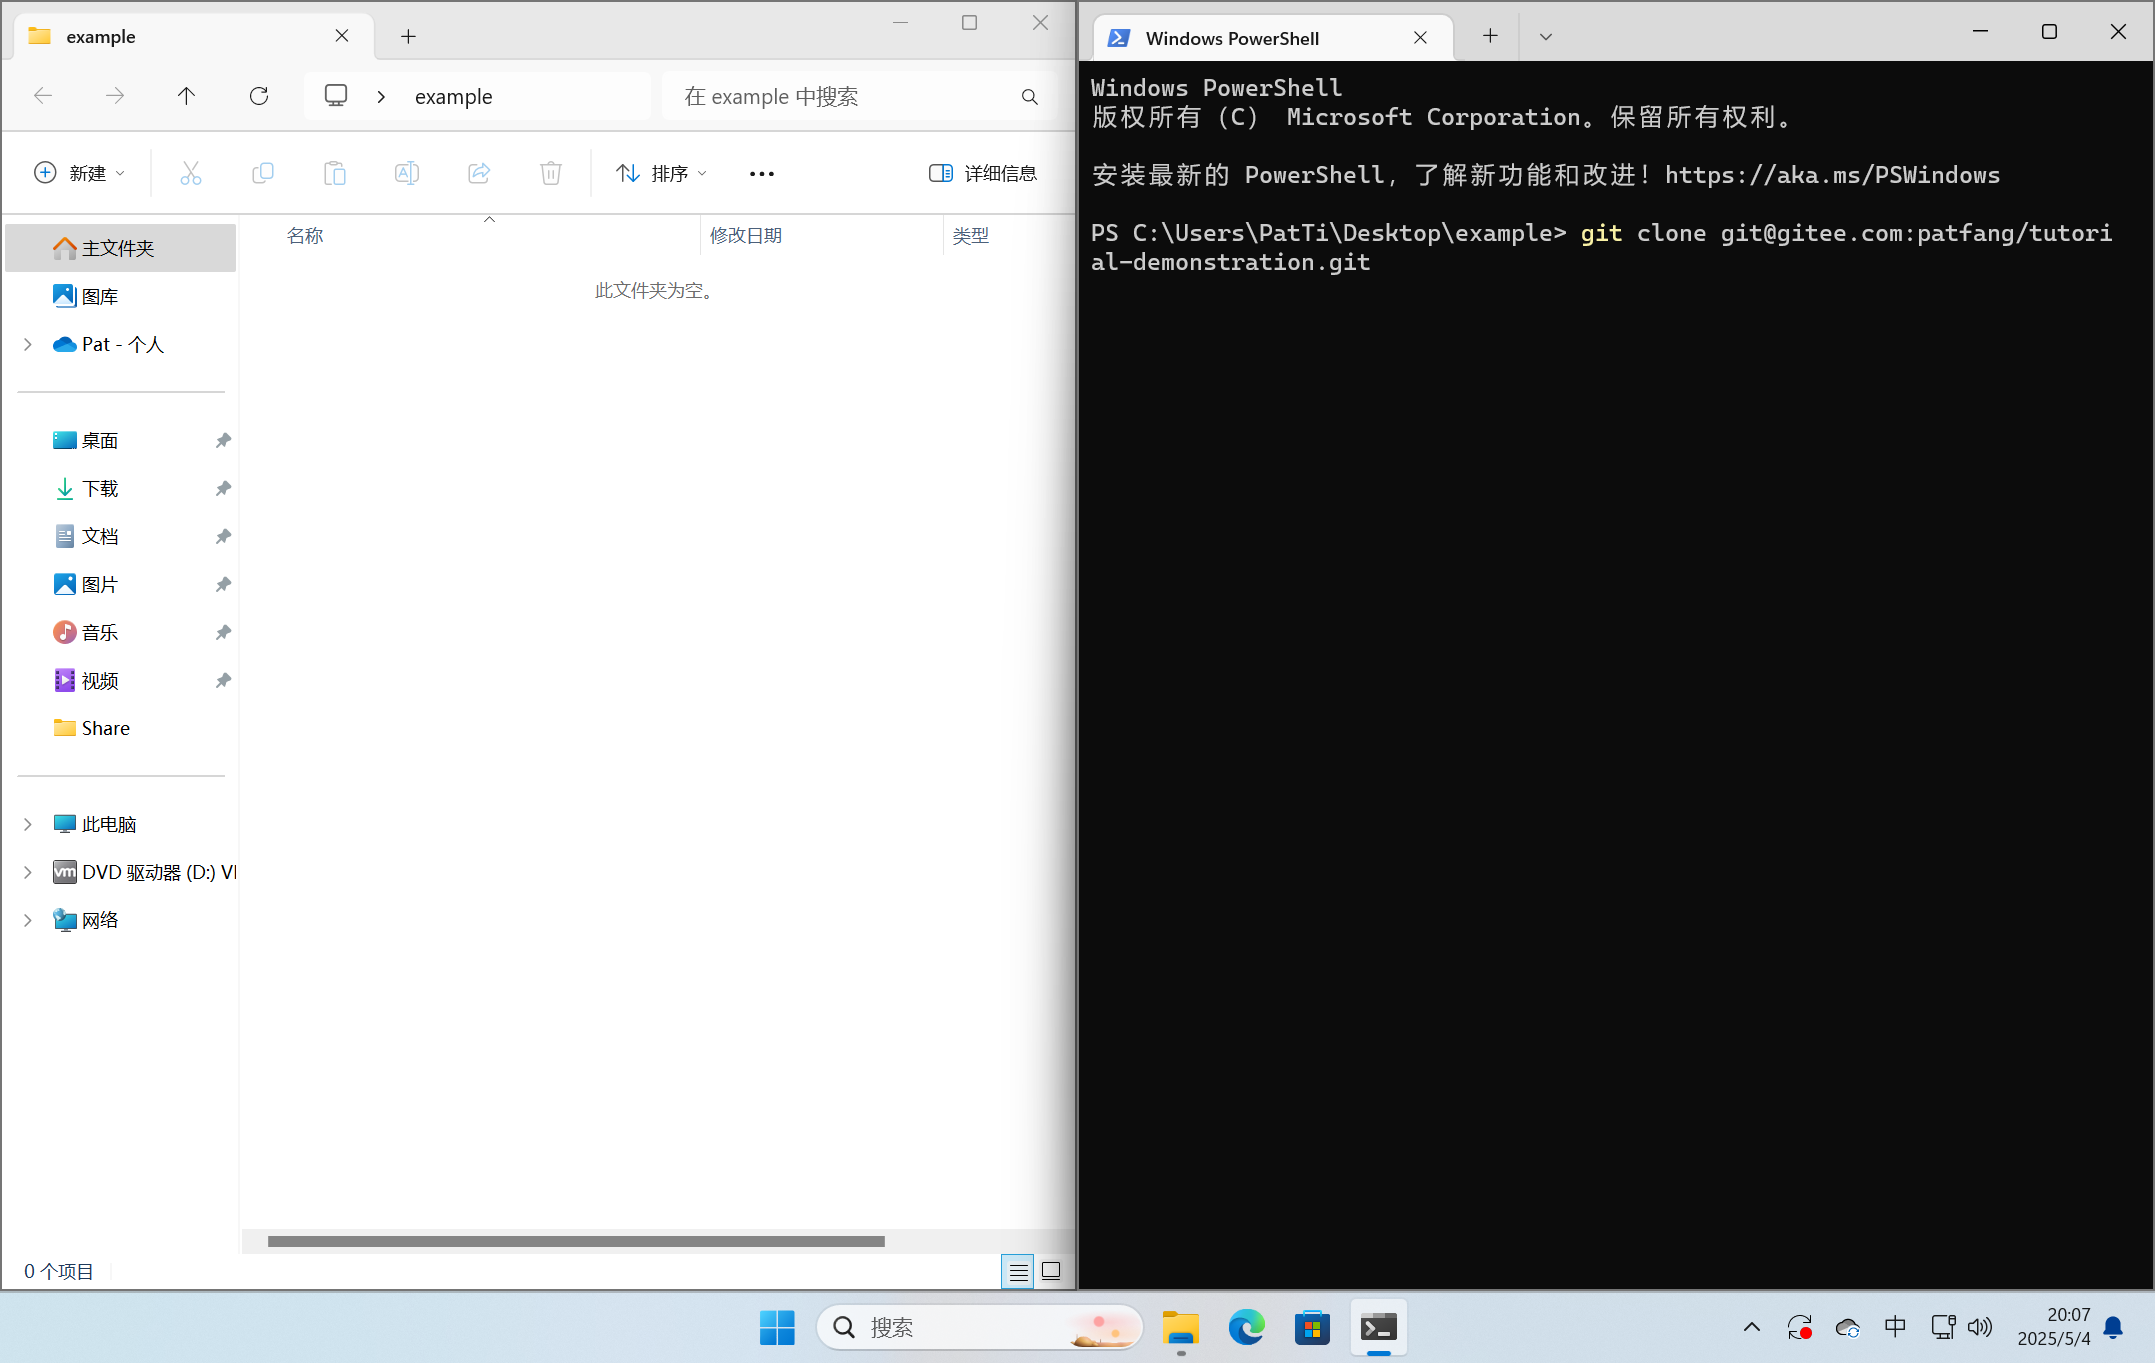 example
example
在 example 中搜索
新建
排序
详细信息
名称
修改日期
类型
此文件夹为空。
主文件夹
图库
Pat - 个人
桌面
下载
文档
图片
音乐
视频
Share
此电脑
DVD 驱动器 (D:)
网络
0 个项目
Windows PowerShell
Windows PowerShell
版权所有（C） Microsoft Corporation。保留所有权利。
安装最新的 PowerShell，了解新功能和改进！https://aka.ms/PSWindows
PS C:\Users\PatTi\Desktop\example> git clone git@gitee.com:patfang/tutori
al-demonstration.git
搜索
中
20:07
2025/5/4